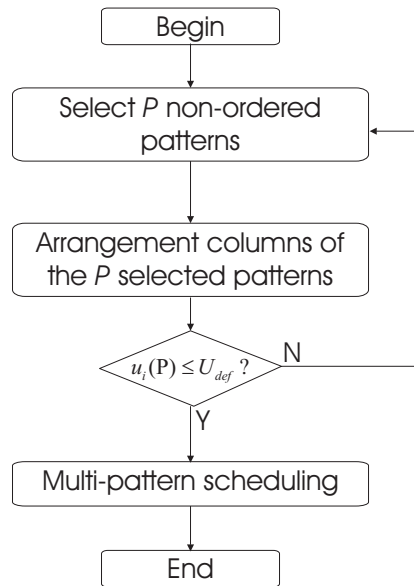 Begin
Select P non-ordered
patterns
Arrangement columns of
the P selected patterns
u_i(P) ≤ U_def ?
N
Y
Multi-pattern scheduling
End